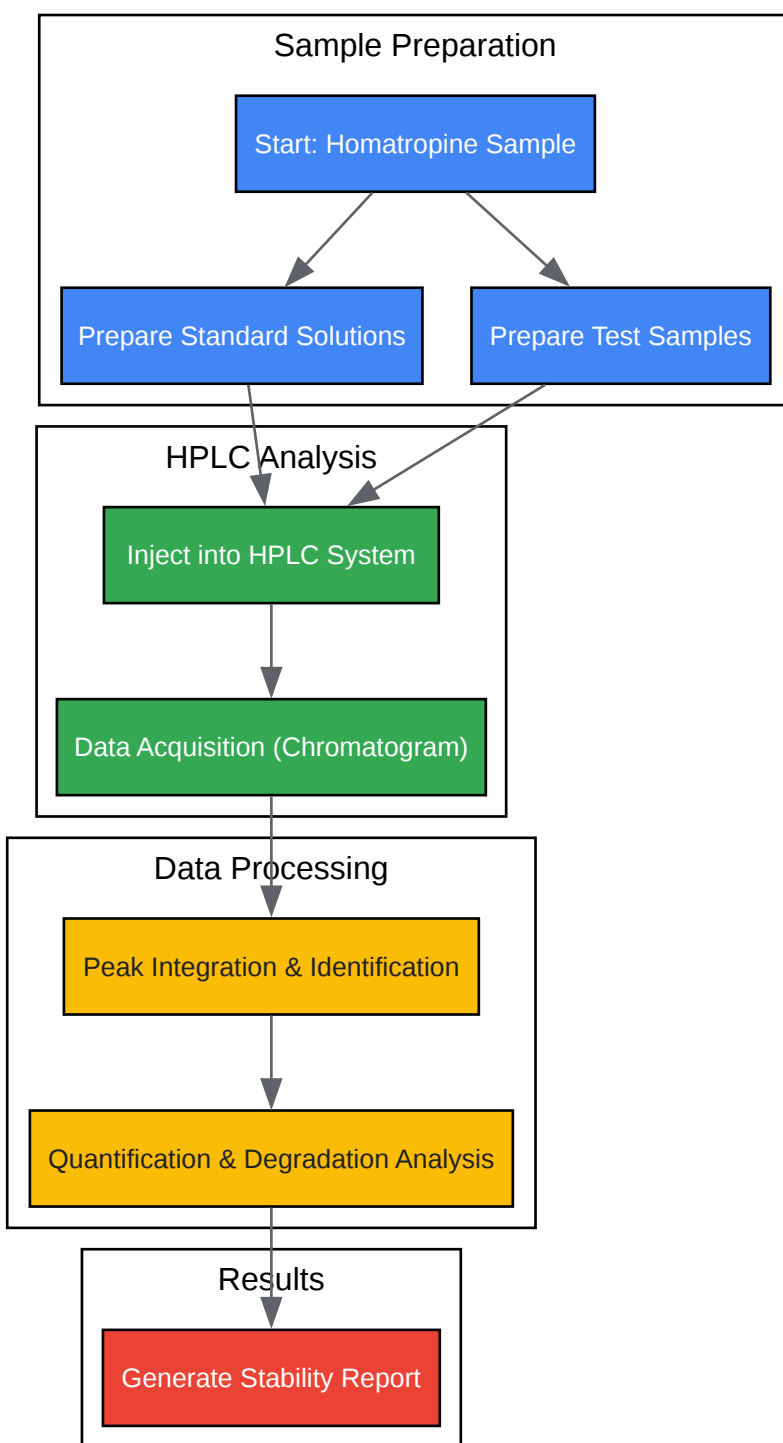 Sample Preparation
Start: Homatropine Sample
Prepare Standard Solutions
Prepare Test Samples
HPLC Analysis
Inject into HPLC System
Data Acquisition (Chromatogram)
Data Processing
Peak Integration & Identification
Quantification & Degradation Analysis
Results
Generate Stability Report